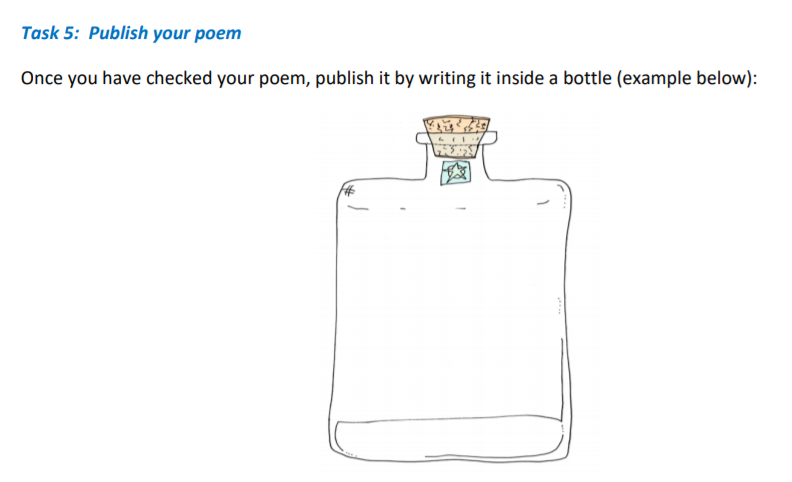 Task 5: Publish your poem
Once you have checked your poem, publish it by writing it inside a bottle (example below):